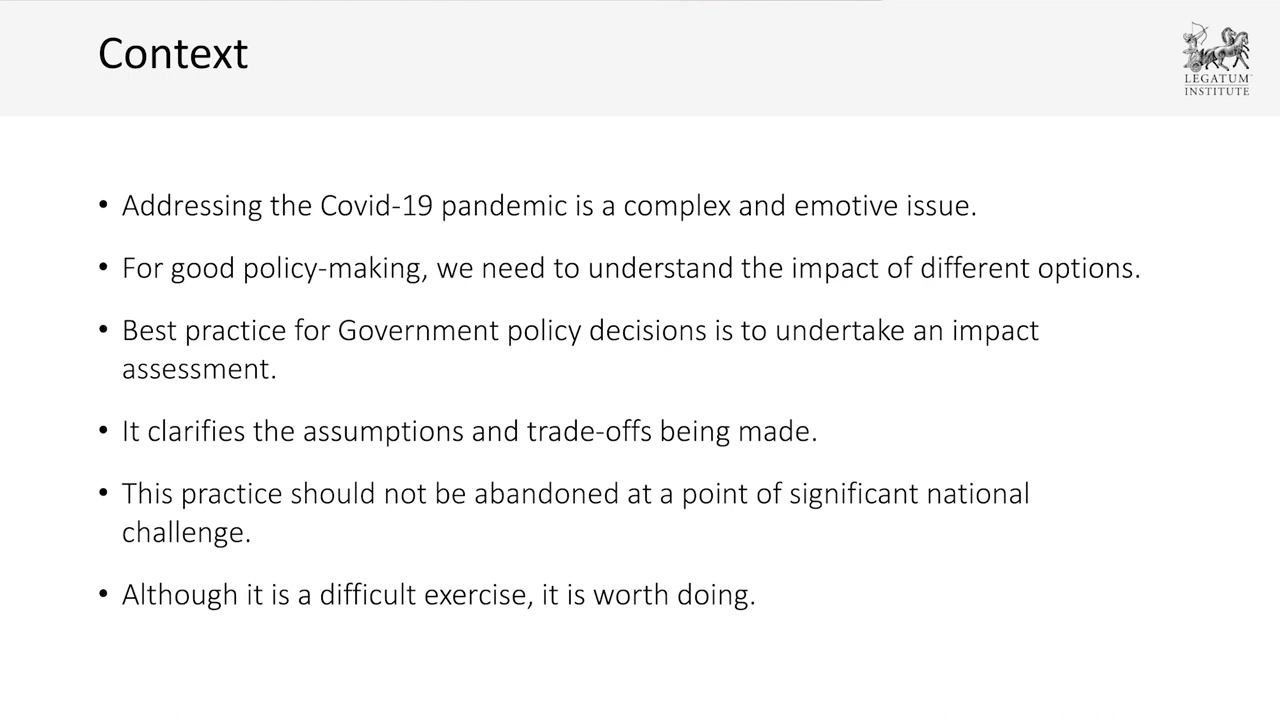 Context
LEGATUM
INSTITUTE
• Addressing the Covid-19 pandemic is a complex and emotive issue.
• For good policy-making, we need to understand the impact of different options.
• Best practice for Government policy decisions is to undertake an impact
assessment.
• It clarifies the assumptions and trade-offs being made.
• This practice should not be abandoned at a point of significant national
challenge.
• Although it is a difficult exercise, it is worth doing.